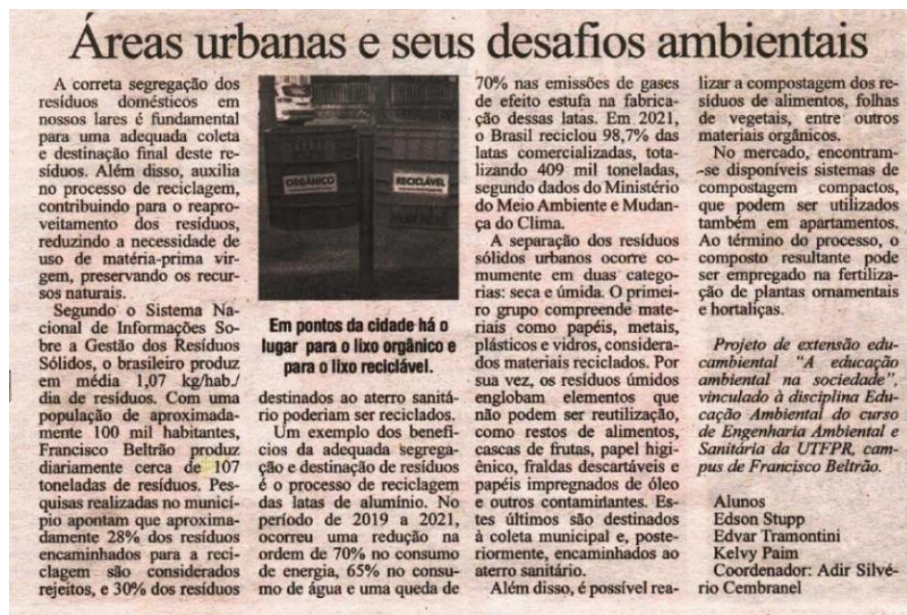 Áreas urbanas e seus desafios ambientais
A correta segregação dos
resíduos domésticos em
nossos lares é fundamental
para uma adequada coleta
e destinação final deste re-
síduos. Além disso, auxilia
no processo de reciclagem,
contribuindo para o reapro-
veitamento dos resíduos,
reduzindo a necessidade de
uso de matéria-prima vir-
gem, preservando os recur-
sos naturais.
Segundo o Sistema Na-
cional de Informações So-
bre a Gestão dos Resíduos
Sólidos, o brasileiro produz
em média 1,07 kg/hab./
dia de resíduos. Com uma
população de aproximada-
mente 100 mil habitantes,
Francisco Beltrão produz
diariamente cerca de 107
toneladas de resíduos. Pes-
quisas realizadas no municí-
pio apontam que aproxima-
damente 28% dos resíduos
encaminhados para a reci-
clagem são considerados
rejeitos, e 30% dos resíduos
ORGÂNICO
RECICLÁVEL
Em pontos da cidade há o
lugar para o lixo orgânico e
para o lixo reciclável.
destinados ao aterro sanitá-
rio poderiam ser reciclados.
Um exemplo dos benefí-
cios da adequada segrega-
ção e destinação de resíduos
é o processo de reciclagem
das latas de alumínio. No
período de 2019 a 2021,
ocorreu uma redução na
ordem de 70% no consumo
de energia, 65% no consu-
mo de água e uma queda de
70% nas emissões de gases
de efeito estufa na fabrica-
ção dessas latas. Em 2021,
o Brasil reciclou 98,7% das
latas comercializadas, tota-
lizando 409 mil toneladas,
segundo dados do Ministério
do Meio Ambiente e Mudan-
ça do Clima.
A separação dos resíduos
sólidos urbanos ocorre co-
mumente em duas catego-
rias: seca e úmida. O primei-
ro grupo compreende mate-
riais como papéis, metais,
plásticos e vidros, considera-
dos materiais reciclados. Por
sua vez, os resíduos úmidos
englobam elementos que
não podem ser reutilização,
como restos de alimentos,
cascas de frutas, papel higi-
ênico, fraldas descartáveis e
papéis impregnados de óleo
e outros contamintantes. Es-
tes últimos são destinados
à coleta municipal e, poste-
riormente, encaminhados ao
aterro sanitário.
Além disso, é possível rea-
lizar a compostagem dos re-
síduos de alimentos, folhas
de vegetais, entre outros
materiais orgânicos.
No mercado, encontram-
-se disponíveis sistemas de
compostagem compactos,
que podem ser utilizados
também em apartamentos.
Ao término do processo, o
composto resultante pode
ser empregado na fertiliza-
ção de plantas ornamentais
e hortaliças.
Projeto de extensão edu-
cambiental "A educação
ambiental na sociedade",
vinculado à disciplina Edu-
cação Ambiental do curso
de Engenharia Ambiental e
Sanitária da UTFPR, cam-
pus de Francisco Beltrão.
Alunos
Edson Stupp
Edvar Tramontini
Kelvy Paim
Coordenador: Adir Silvé-
rio Cembranel